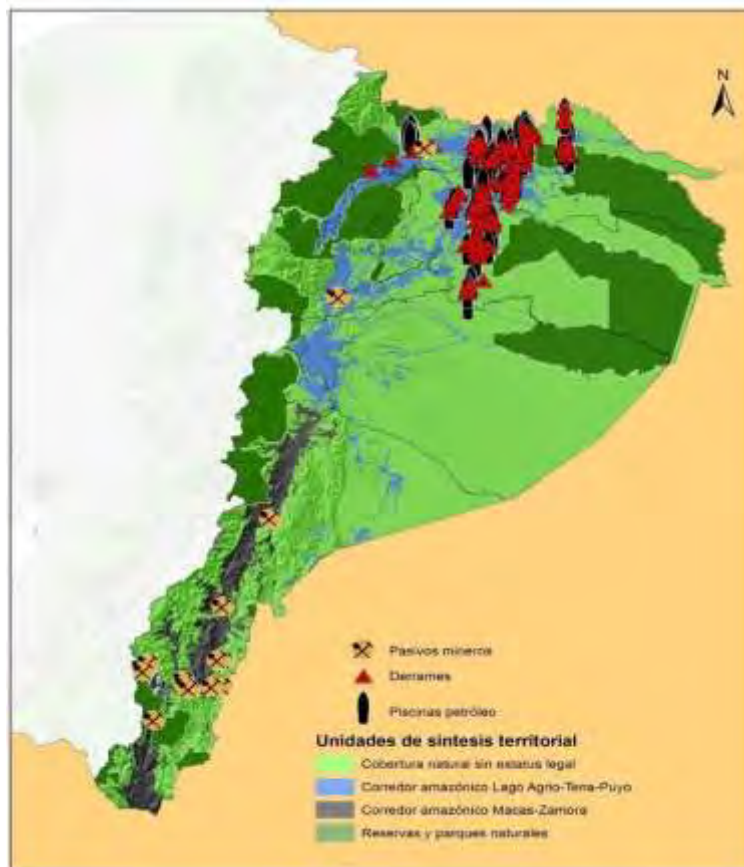 N
Pasivos mineros
Derrames
Piscinas petróleo
Unidades de síntesis territorial
Cobertura natural sin estatus legal
Corredor amazónico Lago Agrio-Tena-Puyo
Corredor amazónico Macas-Zamora
Reservas y parques naturales